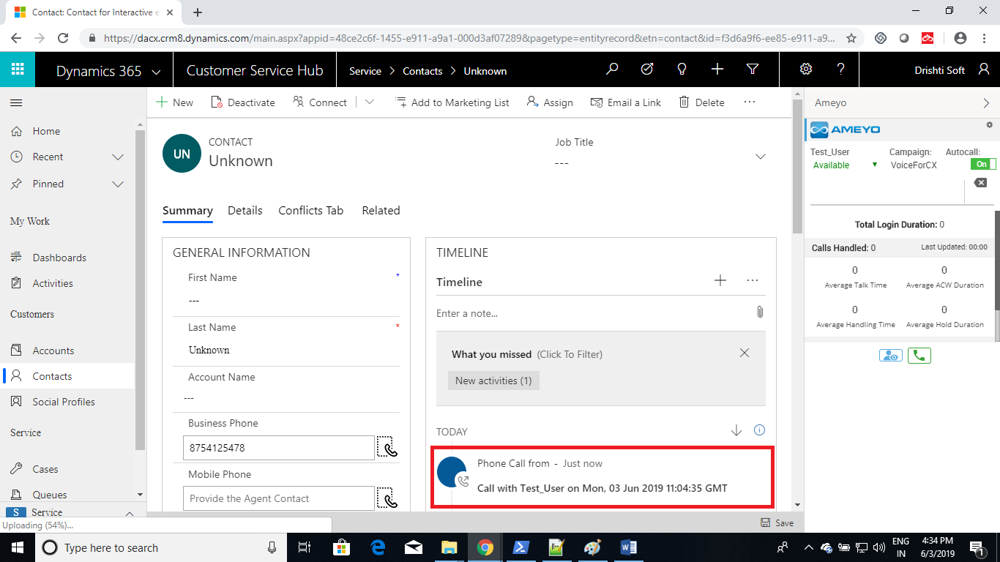 Contact: Contact for Interactive e
https://dacx.crm8.dynamics.com/main.aspx?appid=48ce2c6f-1455-e911-a9a1-000d3af07289&pagetype=entityrecord&etn=contact&id=f3d6a9f6-ee85-e911-a9...
Dynamics 365 Customer Service Hub Service > Contacts > Unknown Drishti Soft
New Deactivate Connect Add to Marketing List Assign Email a Link Delete ...
Home
Recent
Pinned
My Work
Dashboards
Activities
Customers
Accounts
Contacts
Social Profiles
Service
Cases
Queues
S Service
Uploading (54%)...
UN
CONTACT
Unknown
Job Title
---
Summary Details Conflicts Tab Related
GENERAL INFORMATION
First Name +
---
Last Name *
Unknown
Account Name
---
Business Phone
8754125478
Mobile Phone
Provide the Agent Contact
TIMELINE
Timeline
Enter a note...
What you missed (Click To Filter)
New activities (1)
TODAY
Phone Call from - Just now
Call with Test_User on Mon, 03 Jun 2019 11:04:35 GMT
Save
Ameyo
AMEYO
Test_User Campaign: Autocall:
Available VoiceForCX On
Total Login Duration: 0
Calls Handled: 0 Last Updated: 00:00
0 0
Average Talk Time Average ACW Duration
0 0
Average Handling Time Average Hold Duration
Type here to search
ENG
IN
4:34 PM
6/3/2019
1